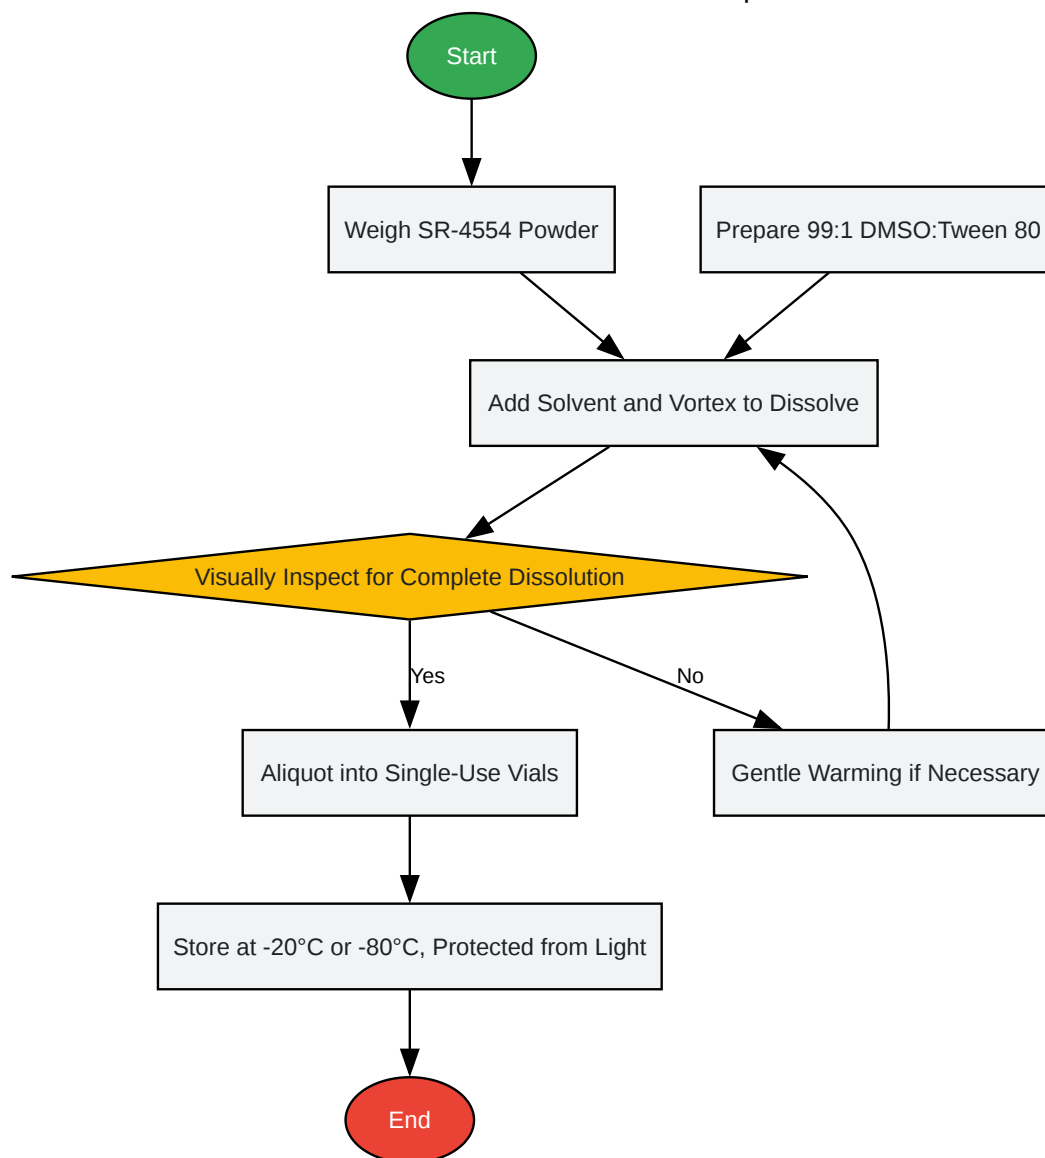 Start
Weigh SR-4554 Powder
Prepare 99:1 DMSO:Tween 80
Add Solvent and Vortex to Dissolve
Visually Inspect for Complete Dissolution
Yes
No
Aliquot into Single-Use Vials
Gentle Warming if Necessary
Store at -20°C or -80°C, Protected from Light
End